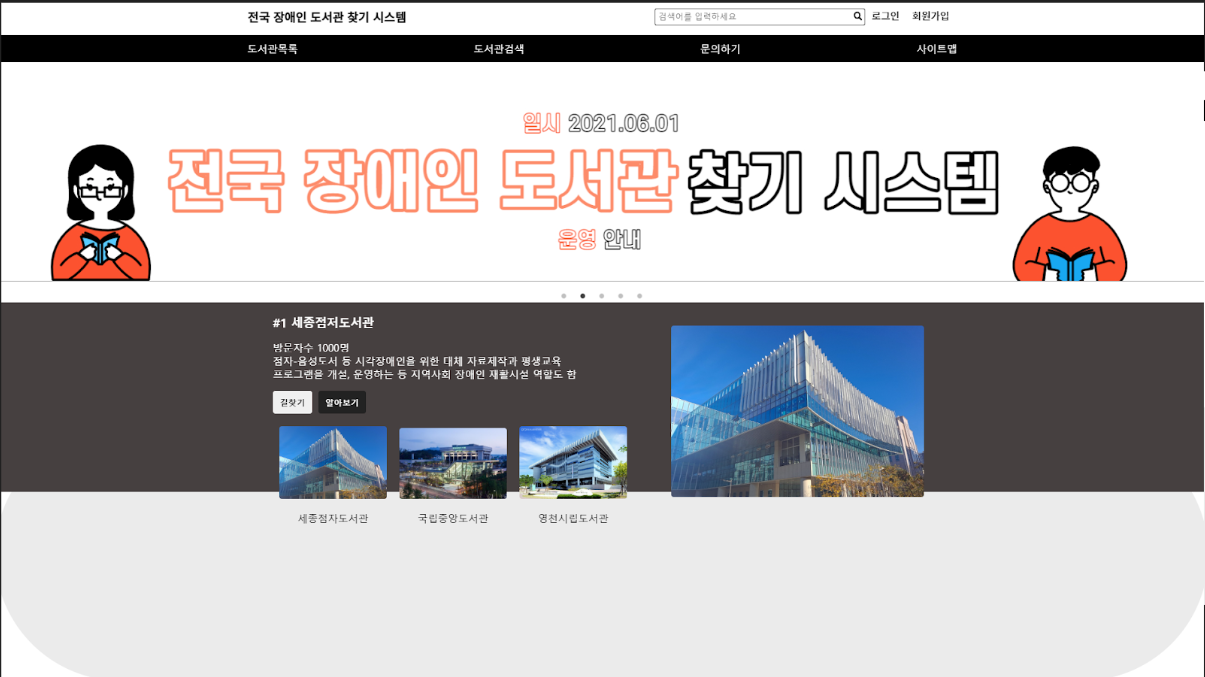 전국 장애인 도서관 찾기 시스템
검색어를 입력하세요
로그인 회원가입
도서관목록 도서관검색 문의하기 사이트맵
일시 2021.06.01
전국 장애인 도서관 찾기 시스템
운영 안내
#1 세종점저도서관
방문자수 1000명
점자-음성도서 등 시각장애인을 위한 대체 자료제작과 평생교육
프로그램을 개설, 운영하는 등 지역사회 장애인 재활시설 역할도 함
길찾기 알아보기
세종점자도서관 국립중앙도서관 영천시립도서관